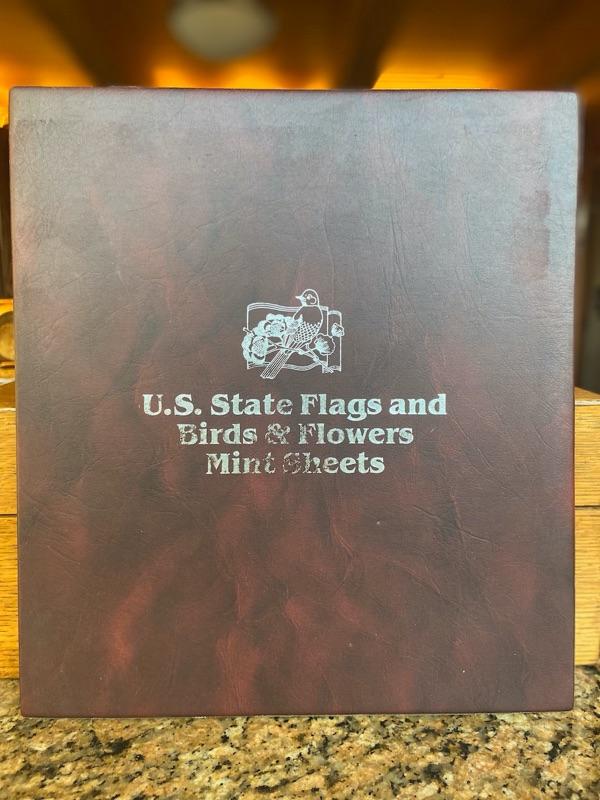 U.S. State Flags and
Birds & Flowers
Mint Sheets